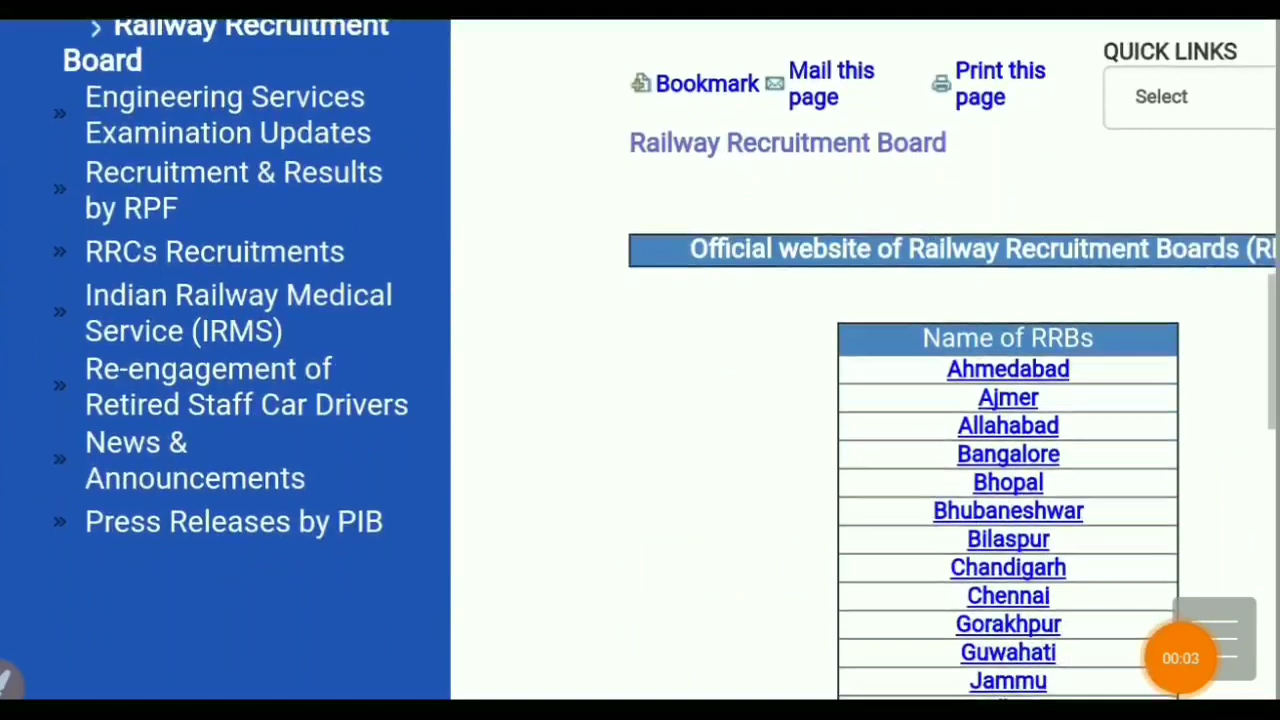 Railway Recruitment
Board
Engineering Services
Examination Updates
Recruitment & Results
by RPF
RRCs Recruitments
Indian Railway Medical
Service (IRMS)
Re-engagement of
Retired Staff Car Drivers
News &
Announcements
Press Releases by PIB
Bookmark
Mail this
page
Print this
page
QUICK LINKS
Select
Railway Recruitment Board
Official website of Railway Recruitment Boards (R
Name of RRBs
Ahmedabad
Ajmer
Allahabad
Bangalore
Bhopal
Bhubaneshwar
Bilaspur
Chandigarh
Chennai
Gorakhpur
Guwahati
Jammu
00:03